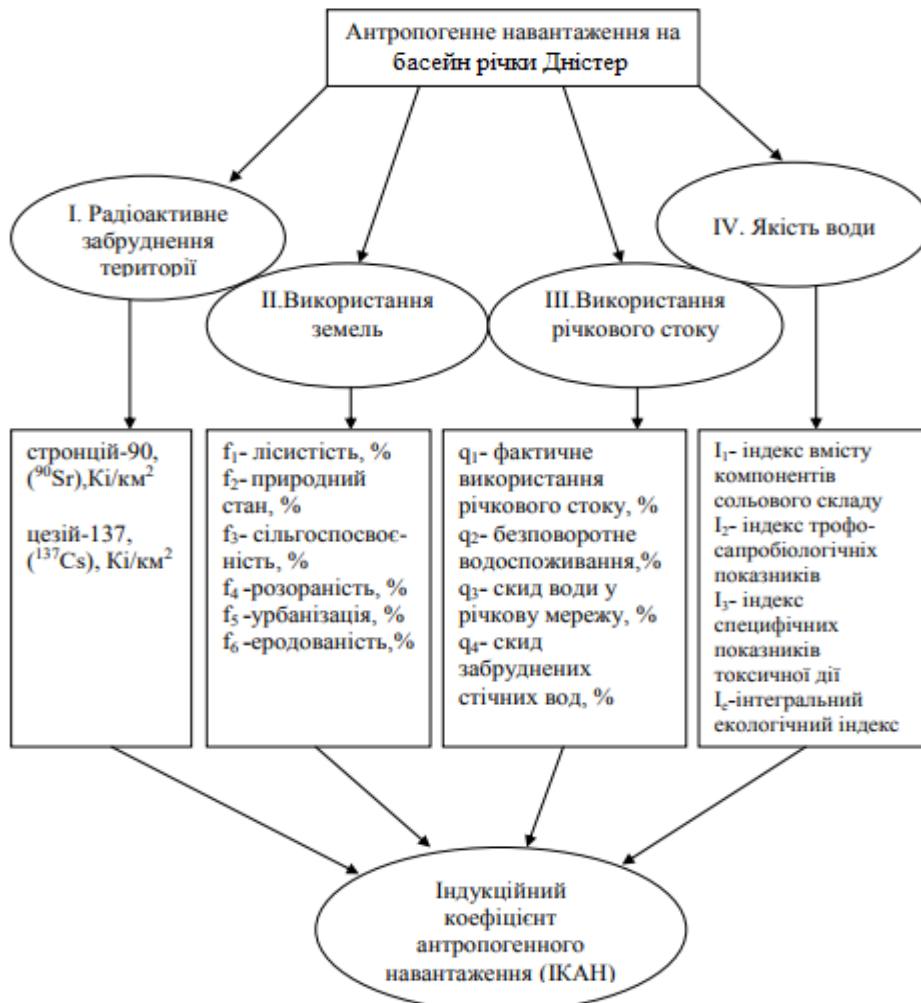 Антропогенне навантаження на
басейн річки Дністер
І. Радіоактивне
забруднення
території
ІІ.Використання
земель
ІІІ.Використання
річкового стоку
IV. Якість води
стронцій-90,
(⁹⁰Sr),Кі/км²
цезій-137,
(¹³⁷Cs), Кі/км²
f₁- лісистість, %
f₂- природний
стан, %
f₃- сільгоспосвоє-
ність, %
f₄ -розораність, %
f₅ -урбанізація, %
f₆ -еродованість,%
q₁- фактичне
використання
річкового стоку, %
q₂- безповоротне
водоспоживання,%
q₃- скид води у
річкову мережу, %
q₄- скид
забруднених
стічних вод, %
I₁- індекс вмісту
компонентів
сольового складу
I₂- індекс трофо-
сапробіологічніх
показників
I₃- індекс
специфічних
показників
токсичної дії
Iₑ-інтегральний
екологічний індекс
Індукційний
коефіцієнт
антропогенного
навантаження (ІКАН)